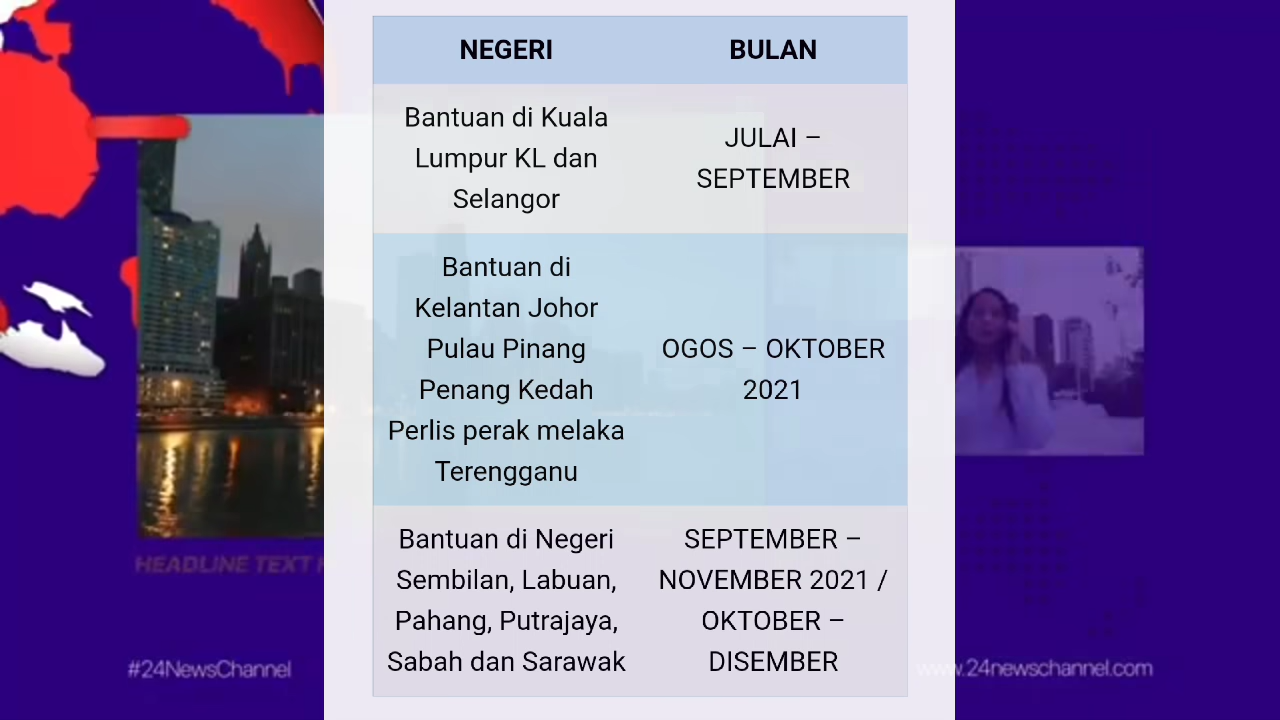 NEGERI
BULAN
Bantuan di Kuala
Lumpur KL dan
Selangor
JULAI –
SEPTEMBER
Bantuan di
Kelantan Johor
Pulau Pinang
Penang Kedah
Perlis perak melaka
Terengganu
OGOS – OKTOBER
2021
Bantuan di Negeri
Sembilan, Labuan,
Pahang, Putrajaya,
Sabah dan Sarawak
SEPTEMBER –
NOVEMBER 2021 /
OKTOBER –
DISEMBER
HEADLINE TEXT
#24NewsChannel
www.24newschannel.com